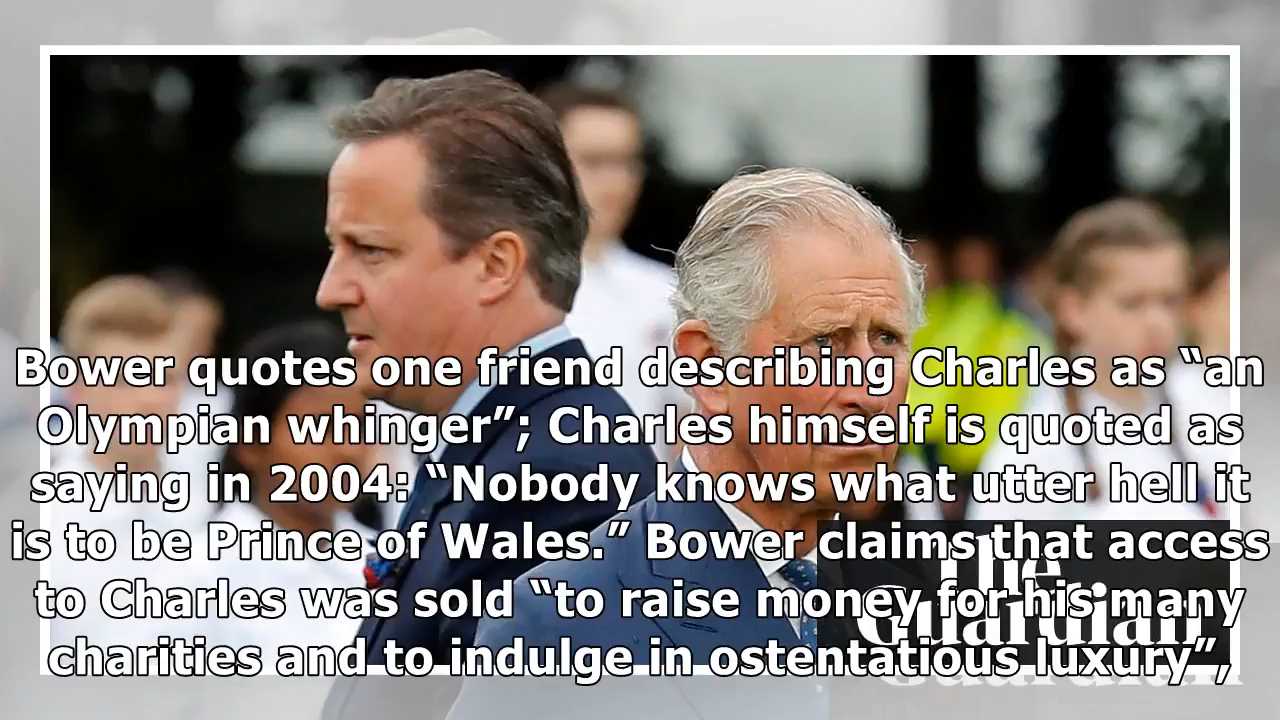 Bower quotes one friend describing Charles as “an
Olympian whinger”; Charles himself is quoted as
saying in 2004: “Nobody knows what utter hell it
is to be Prince of Wales.” Bower claims that access
to Charles was sold “to raise money for his many
charities and to indulge in ostentatious luxury”,
The
Guardian